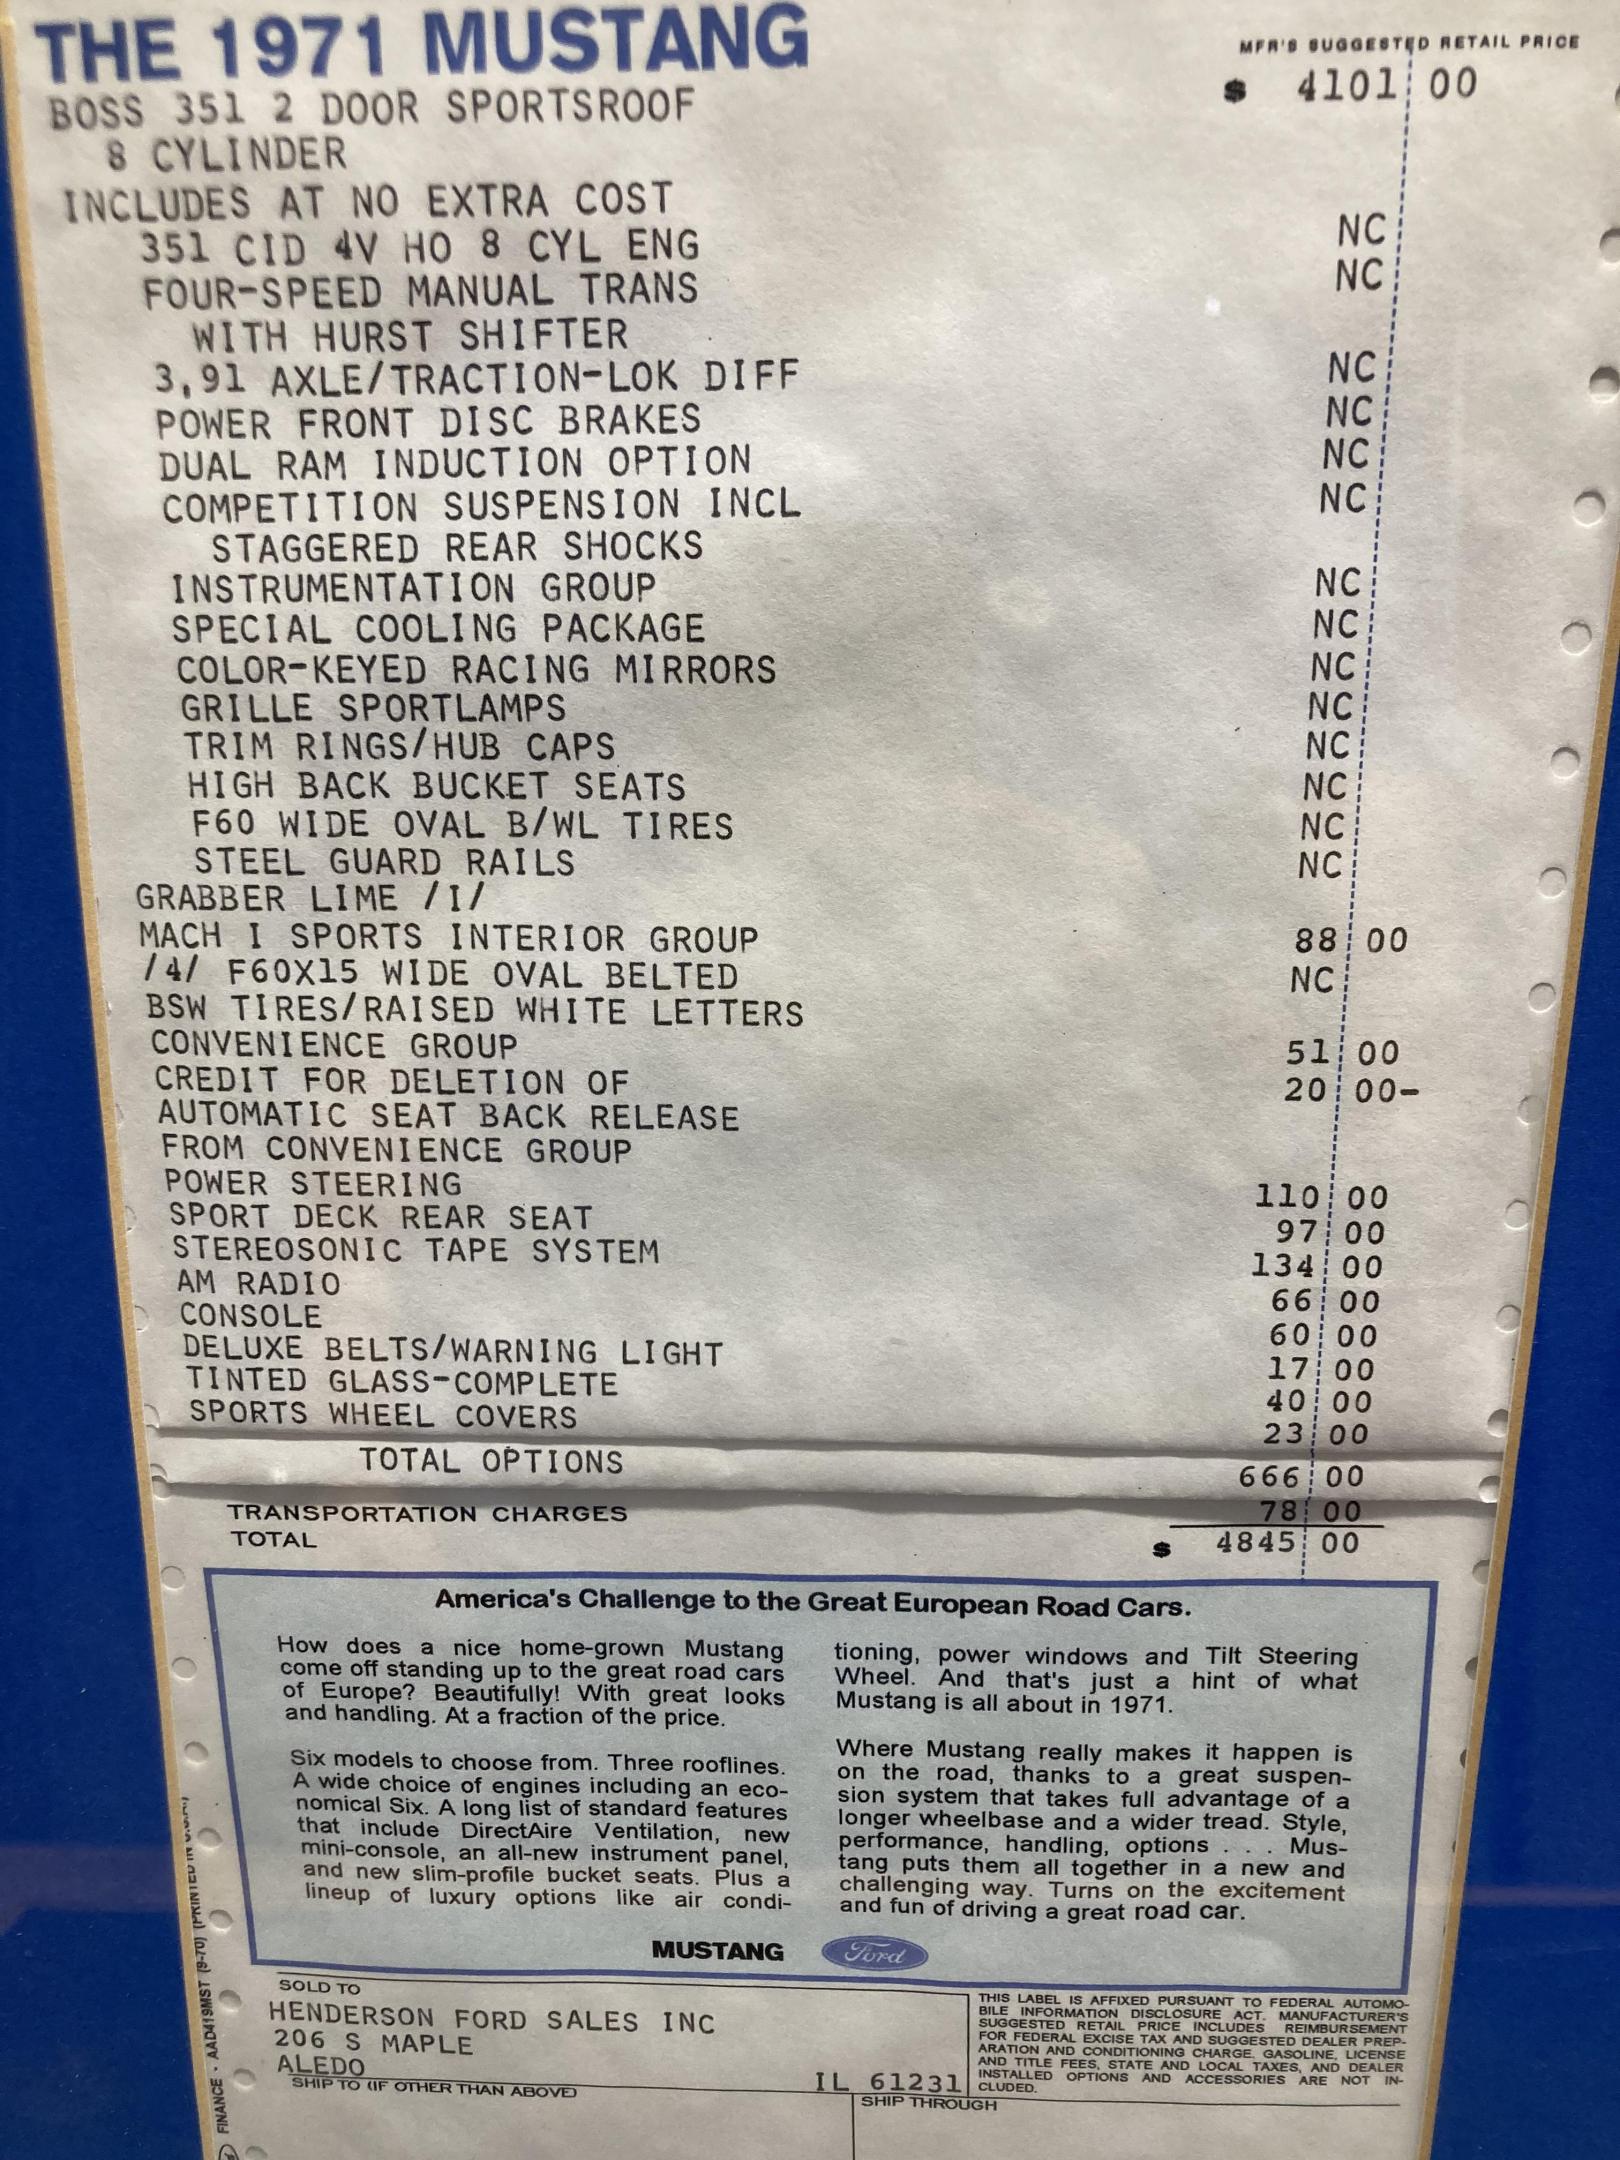 THE 1971 MUSTANG
MFR'S SUGGESTED RETAIL PRICE
BOSS 351 2 DOOR SPORTSROOF $ 4101 00
8 CYLINDER
INCLUDES AT NO EXTRA COST
351 CID 4V HO 8 CYL ENG NC
FOUR-SPEED MANUAL TRANS NC
WITH HURST SHIFTER
3,91 AXLE/TRACTION-LOK DIFF NC
POWER FRONT DISC BRAKES NC
DUAL RAM INDUCTION OPTION NC
COMPETITION SUSPENSION INCL NC
STAGGERED REAR SHOCKS
INSTRUMENTATION GROUP NC
SPECIAL COOLING PACKAGE NC
COLOR-KEYED RACING MIRRORS NC
GRILLE SPORTLAMPS NC
TRIM RINGS/HUB CAPS NC
HIGH BACK BUCKET SEATS NC
F60 WIDE OVAL B/WL TIRES NC
STEEL GUARD RAILS NC
GRABBER LIME /I/
MACH I SPORTS INTERIOR GROUP 88 00
/4/ F60X15 WIDE OVAL BELTED NC
BSW TIRES/RAISED WHITE LETTERS
CONVENIENCE GROUP 51 00
CREDIT FOR DELETION OF 20 00-
AUTOMATIC SEAT BACK RELEASE
FROM CONVENIENCE GROUP
POWER STEERING 110 00
SPORT DECK REAR SEAT 97 00
STEREOSONIC TAPE SYSTEM 134 00
AM RADIO 66 00
CONSOLE 60 00
DELUXE BELTS/WARNING LIGHT 17 00
TINTED GLASS-COMPLETE 40 00
SPORTS WHEEL COVERS 23 00
TOTAL OPTIONS 666 00
TRANSPORTATION CHARGES 78 00
TOTAL $ 4845 00
America's Challenge to the Great European Road Cars.
How does a nice home-grown Mustang
come off standing up to the great road cars
of Europe? Beautifully! With great looks
and handling. At a fraction of the price.
Six models to choose from. Three rooflines.
A wide choice of engines including an eco-
nomical Six. A long list of standard features
that include DirectAire Ventilation, new
mini-console, an all-new instrument panel,
and new slim-profile bucket seats. Plus a
lineup of luxury options like air condi-
tioning, power windows and Tilt Steering
Wheel. And that's just a hint of what
Mustang is all about in 1971.
Where Mustang really makes it happen is
on the road, thanks to a great suspen-
sion system that takes full advantage of a
longer wheelbase and a wider tread. Style,
performance, handling, options . . . Mus-
tang puts them all together in a new and
challenging way. Turns on the excitement
and fun of driving a great road car.
MUSTANG Ford
FINANCE - AAD419MST (9-70) (PRINTED IN U.S.A.)
SOLD TO
HENDERSON FORD SALES INC
206 S MAPLE
ALEDO IL 61231
THIS LABEL IS AFFIXED PURSUANT TO FEDERAL AUTOMO-
BILE INFORMATION DISCLOSURE ACT. MANUFACTURER'S
SUGGESTED RETAIL PRICE INCLUDES REIMBURSEMENT
FOR FEDERAL EXCISE TAX AND SUGGESTED DEALER PREP-
ARATION AND CONDITIONING CHARGE. GASOLINE, LICENSE
AND TITLE FEES, STATE AND LOCAL TAXES, AND DEALER
INSTALLED OPTIONS AND ACCESSORIES ARE NOT IN-
CLUDED.
SHIP TO (IF OTHER THAN ABOVE)
SHIP THROUGH